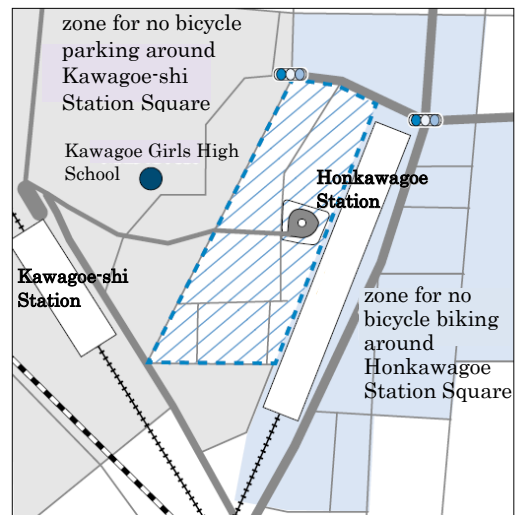 zone for no bicycle
parking around
Kawagoe-shi
Station Square
Kawagoe Girls High
School
Honkawagoe
Station
Kawagoe-shi
Station
zone for no
bicycle biking
around
Honkawagoe
Station Square